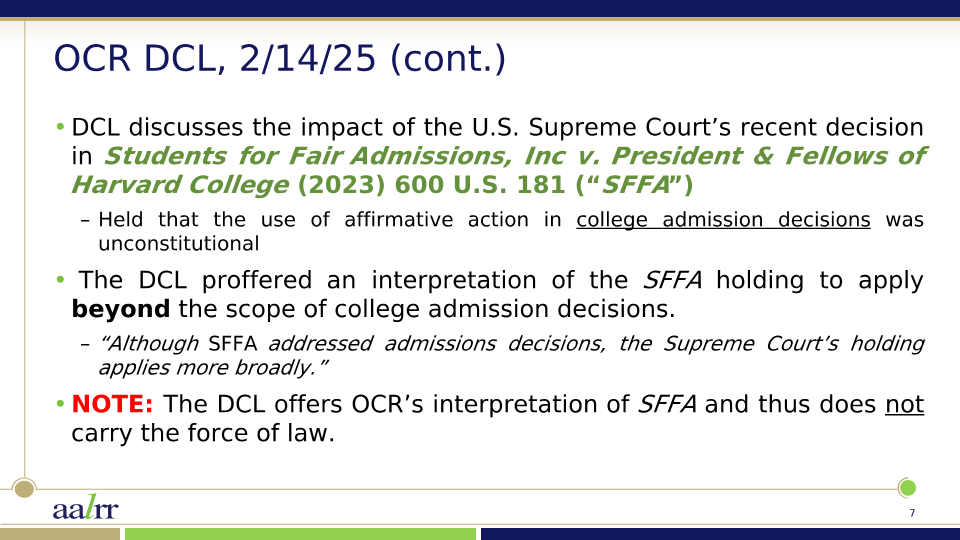 OCR DCL, 2/14/25 (cont.)
• DCL discusses the impact of the U.S. Supreme Court’s recent decision
in Students for Fair Admissions, Inc v. President & Fellows of
Harvard College (2023) 600 U.S. 181 (“SFFA”)
– Held that the use of affirmative action in college admission decisions was
unconstitutional
• The DCL proffered an interpretation of the SFFA holding to apply
beyond the scope of college admission decisions.
– “Although SFFA addressed admissions decisions, the Supreme Court’s holding
applies more broadly.”
• NOTE: The DCL offers OCR’s interpretation of SFFA and thus does not
carry the force of law.
aalrr
7